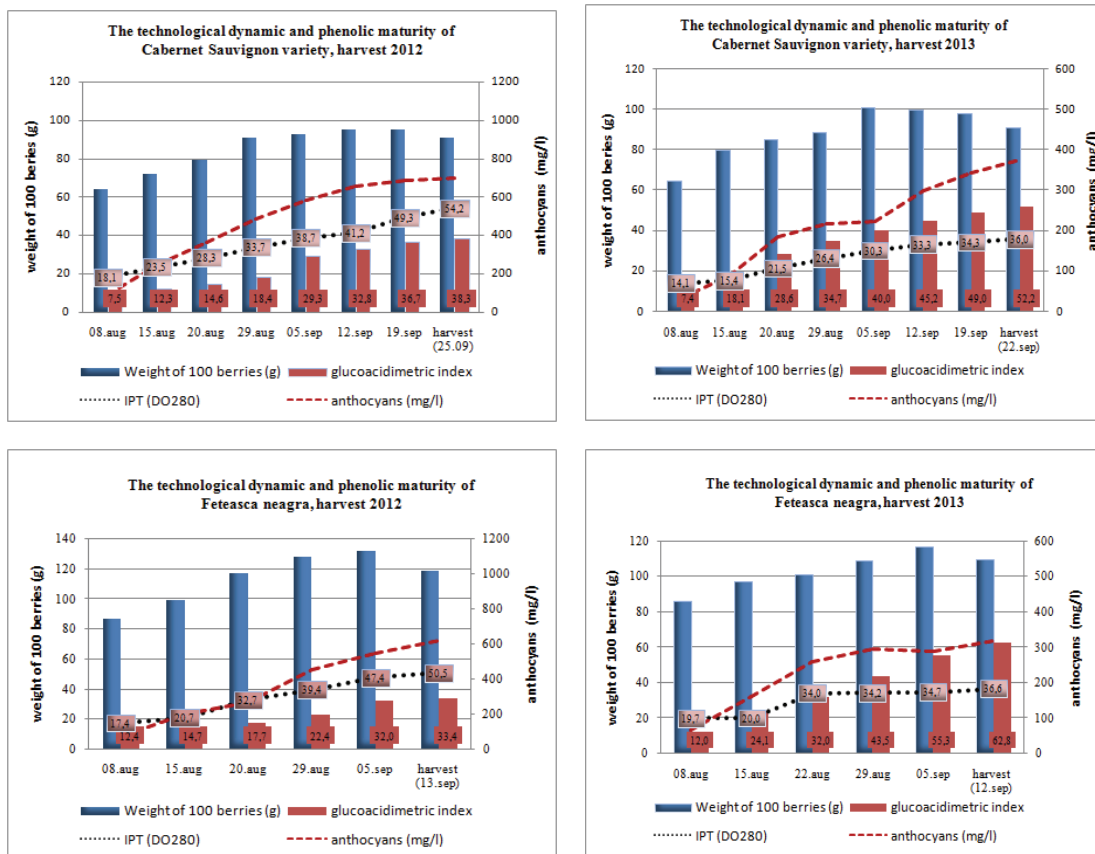 The technological dynamic and phenolic maturity of
Cabernet Sauvignon variety, harvest 2012
weight of 100 beries (g)
120
100
80
60
40
20
0
1200
1000
800
600
400
200
0
anthocyans (mg/l)
18,1
23,5
28,3
33,7
38,7
41,2
49,3
54,2
7,5
12,3
14,6
18,4
29,3
32,8
36,7
38,3
08.aug
15.aug
20.aug
29.aug
05.sep
12.sep
19.sep
harvest
(25.09)
Weight of 100 berries (g)
glucoacidimetric index
IPT (DO280)
anthocyans (mg/l)
The technological dynamic and phenolic maturity of
Cabernet Sauvignon variety, harvest 2013
weight of 100 beries (g)
120
100
80
60
40
20
0
600
500
400
300
200
100
0
anthocyans (mg/l)
14,1
15,4
21,5
26,4
30,3
33,3
34,3
36,0
7,4
18,1
28,6
34,7
40,0
45,2
49,0
52,2
08.aug
15.aug
20.aug
29.aug
05.sep
12.sep
19.sep
harvest
(22.sep)
Weight of 100 berries (g)
glucoacidimetric index
IPT (DO280)
anthocyans (mg/l)
The technological dynamic and phenolic maturity of
Feteasca neagra, harvest 2012
weight of 100 beries (g)
140
120
100
80
60
40
20
0
1200
1000
800
600
400
200
0
anthocyans (mg/l)
17,4
20,7
32,7
39,4
47,4
50,5
12,4
14,7
17,7
22,4
32,0
33,4
08.aug
15.aug
20.aug
29.aug
05.sep
harvest
(13.sep)
Weight of 100 berries (g)
glucoacidimetric index
IPT (DO280)
anthocyans (mg/l)
The technological dynamic and phenolic maturity of
Feteasca neagra, harvest 2013
weight of 100 beries (g)
120
100
80
60
40
20
0
600
500
400
300
200
100
0
anthocyans (mg/l)
19,7
20,0
34,0
34,2
34,7
36,6
12,0
24,1
32,0
43,5
55,3
62,8
08.aug
15.aug
22.aug
29.aug
05.sep
harvest
(12.sep)
Weight of 100 berries (g)
glucoacidimetric index
IPT (DO280)
anthocyans (mg/l)